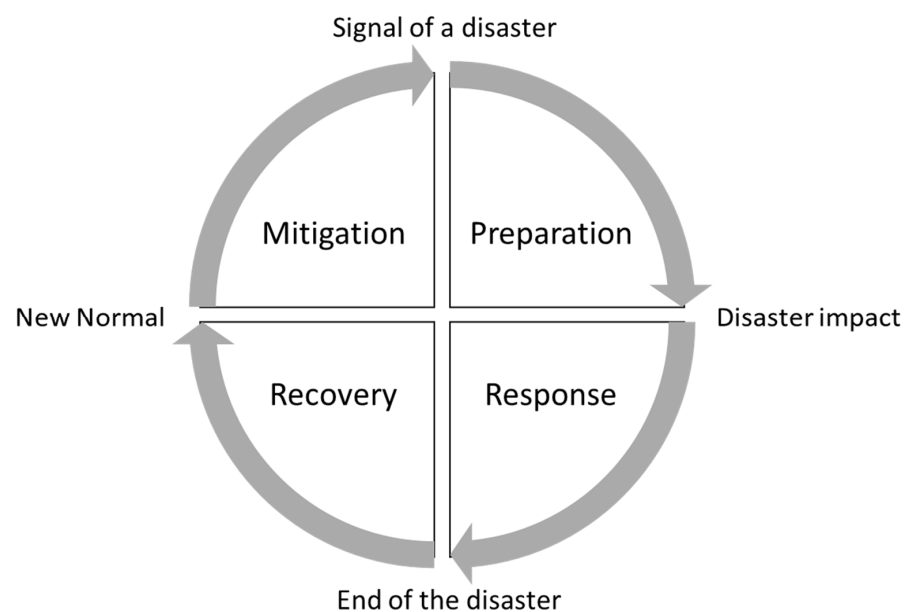 Signal of a disaster
Mitigation
Preparation
New Normal
Disaster impact
Recovery
Response
End of the disaster